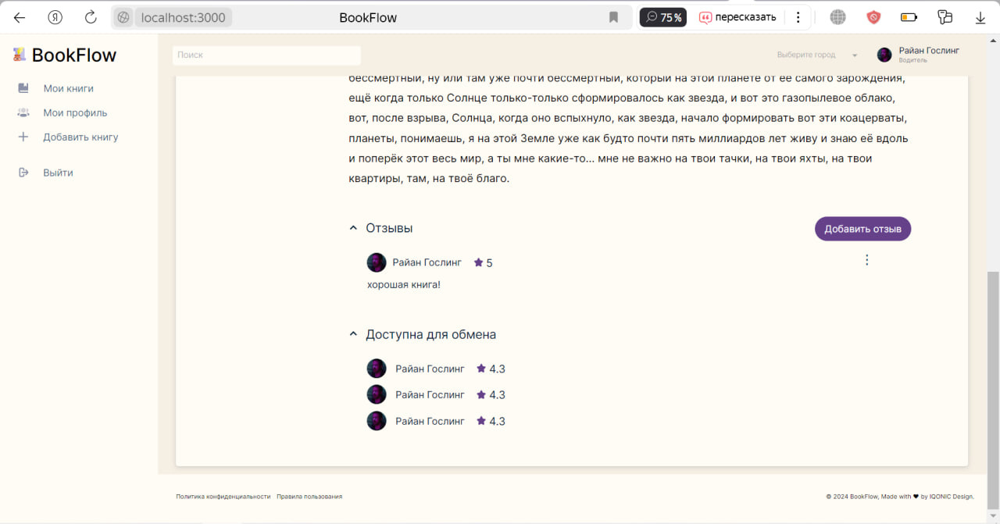 localhost:3000
BookFlow
75%
пересказать
BookFlow
Поиск
Выберите город
Райан Гослинг
Водитель
Мои книги
Мои профиль
Добавить книгу
Выйти
бессмертный, ну или там уже почти бессмертный, который на этой планете от её самого зарождения,
ещё когда только Солнце только-только сформировалось как звезда, и вот это газопылевое облако,
вот, после взрыва, Солнца, когда оно вспыхнуло, как звезда, начало формировать вот эти коацерваты,
планеты, понимаешь, я на этой Земле уже как будто почти пять миллиардов лет живу и знаю её вдоль
и поперёк этот весь мир, а ты мне какие-то... мне не важно на твои тачки, на твои яхты, на твои
квартиры, там, на твоё благо.
Отзывы
Добавить отзыв
Райан Гослинг 5
хорошая книга!
Доступна для обмена
Райан Гослинг 4.3
Райан Гослинг 4.3
Райан Гослинг 4.3
Политика конфиденциальности Правила пользования
© 2024 BookFlow, Made with ♥ by IQONIC Design.